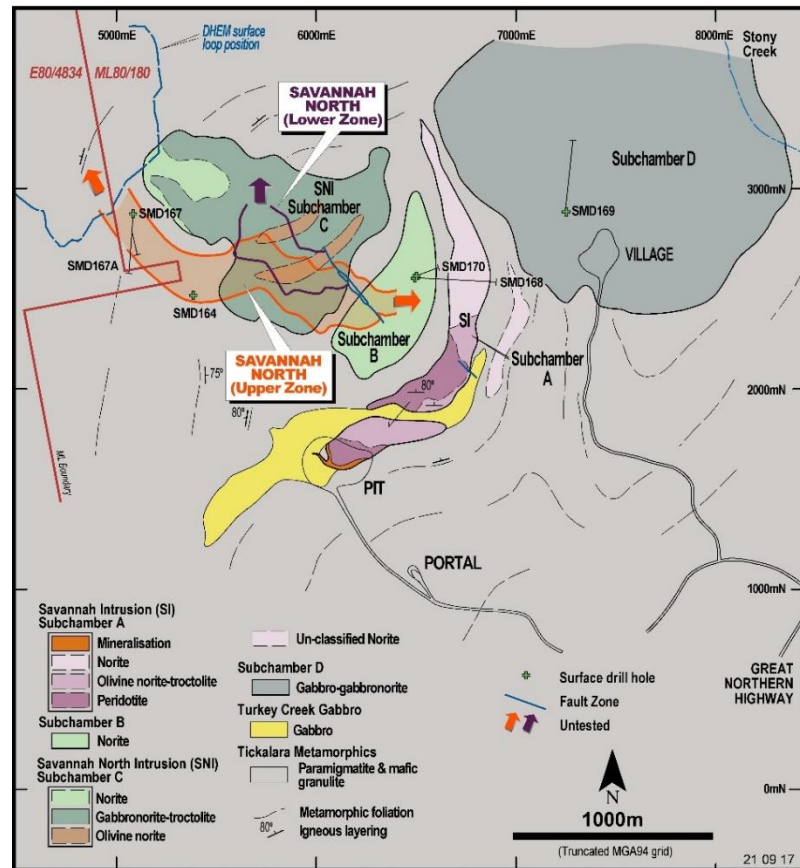 5000mE
6000mE
7000mE
8000mE
DHEM surface
loop position
Stony
Creek
E80/4834
ML80/180
SAVANNAH
NORTH
(Lower Zone)
Subchamber D
3000mN
SNI
Subchamber
C
SMD167
SMD169
VILLAGE
SMD167A
SMD170
SMD168
SMD164
SI
Subchamber
B
Subchamber
A
SAVANNAH
NORTH
(Upper Zone)
75°
80°
80°
2000mN
ML Boundary
PIT
PORTAL
1000mN
Savannah Intrusion (SI)
Subchamber A
Mineralisation
Norite
Olivine norite-troctolite
Peridotite
Subchamber B
Norite
Savannah North Intrusion (SNI)
Subchamber C
Norite
Gabbronorite-troctolite
Olivine norite
Un-classified Norite
Subchamber D
Gabbro-gabbronorite
Turkey Creek Gabbro
Gabbro
Tickalara Metamorphics
Paramigmatite & mafic
granulite
Metamorphic foliation
80° Igneous layering
Surface drill hole
Fault Zone
Untested
GREAT
NORTHERN
HIGHWAY
N
0mN
1000m
(Truncated MGA94 grid)
21 09 17